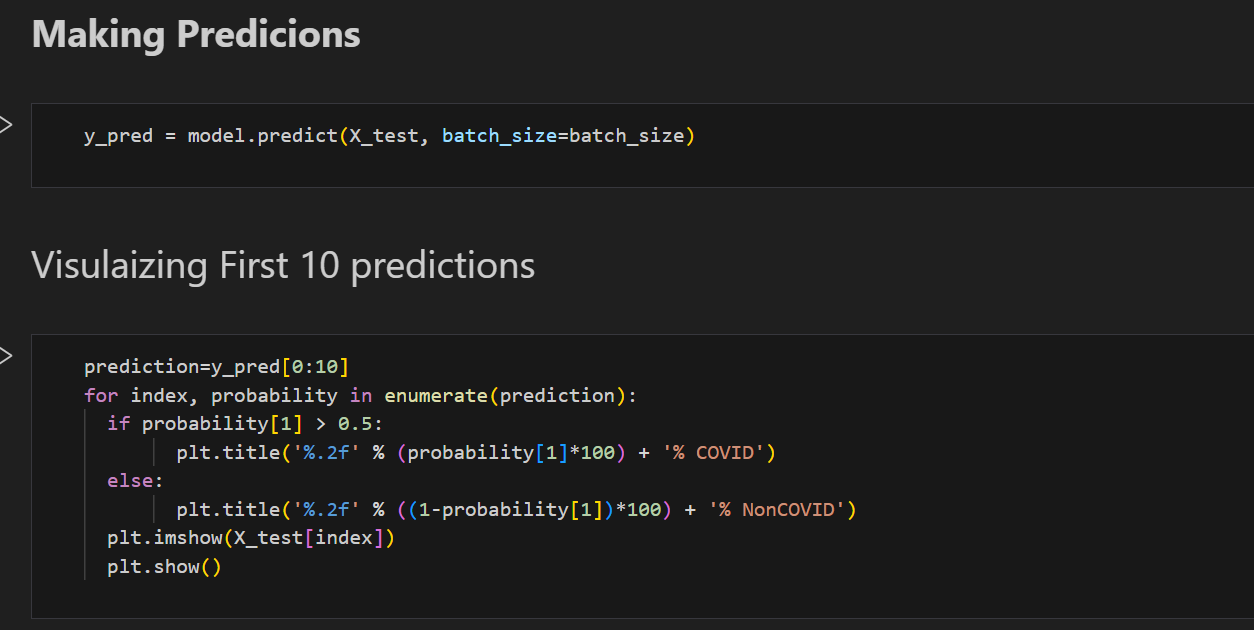 Making Predicions
y_pred = model.predict(X_test, batch_size=batch_size)
Visulaizing First 10 predictions
prediction=y_pred[0:10]
for index, probability in enumerate(prediction):
  if probability[1] > 0.5:
        plt.title('%.2f' % (probability[1]*100) + '% COVID')
  else:
        plt.title('%.2f' % ((1-probability[1])*100) + '% NonCOVID')
  plt.imshow(X_test[index])
  plt.show()